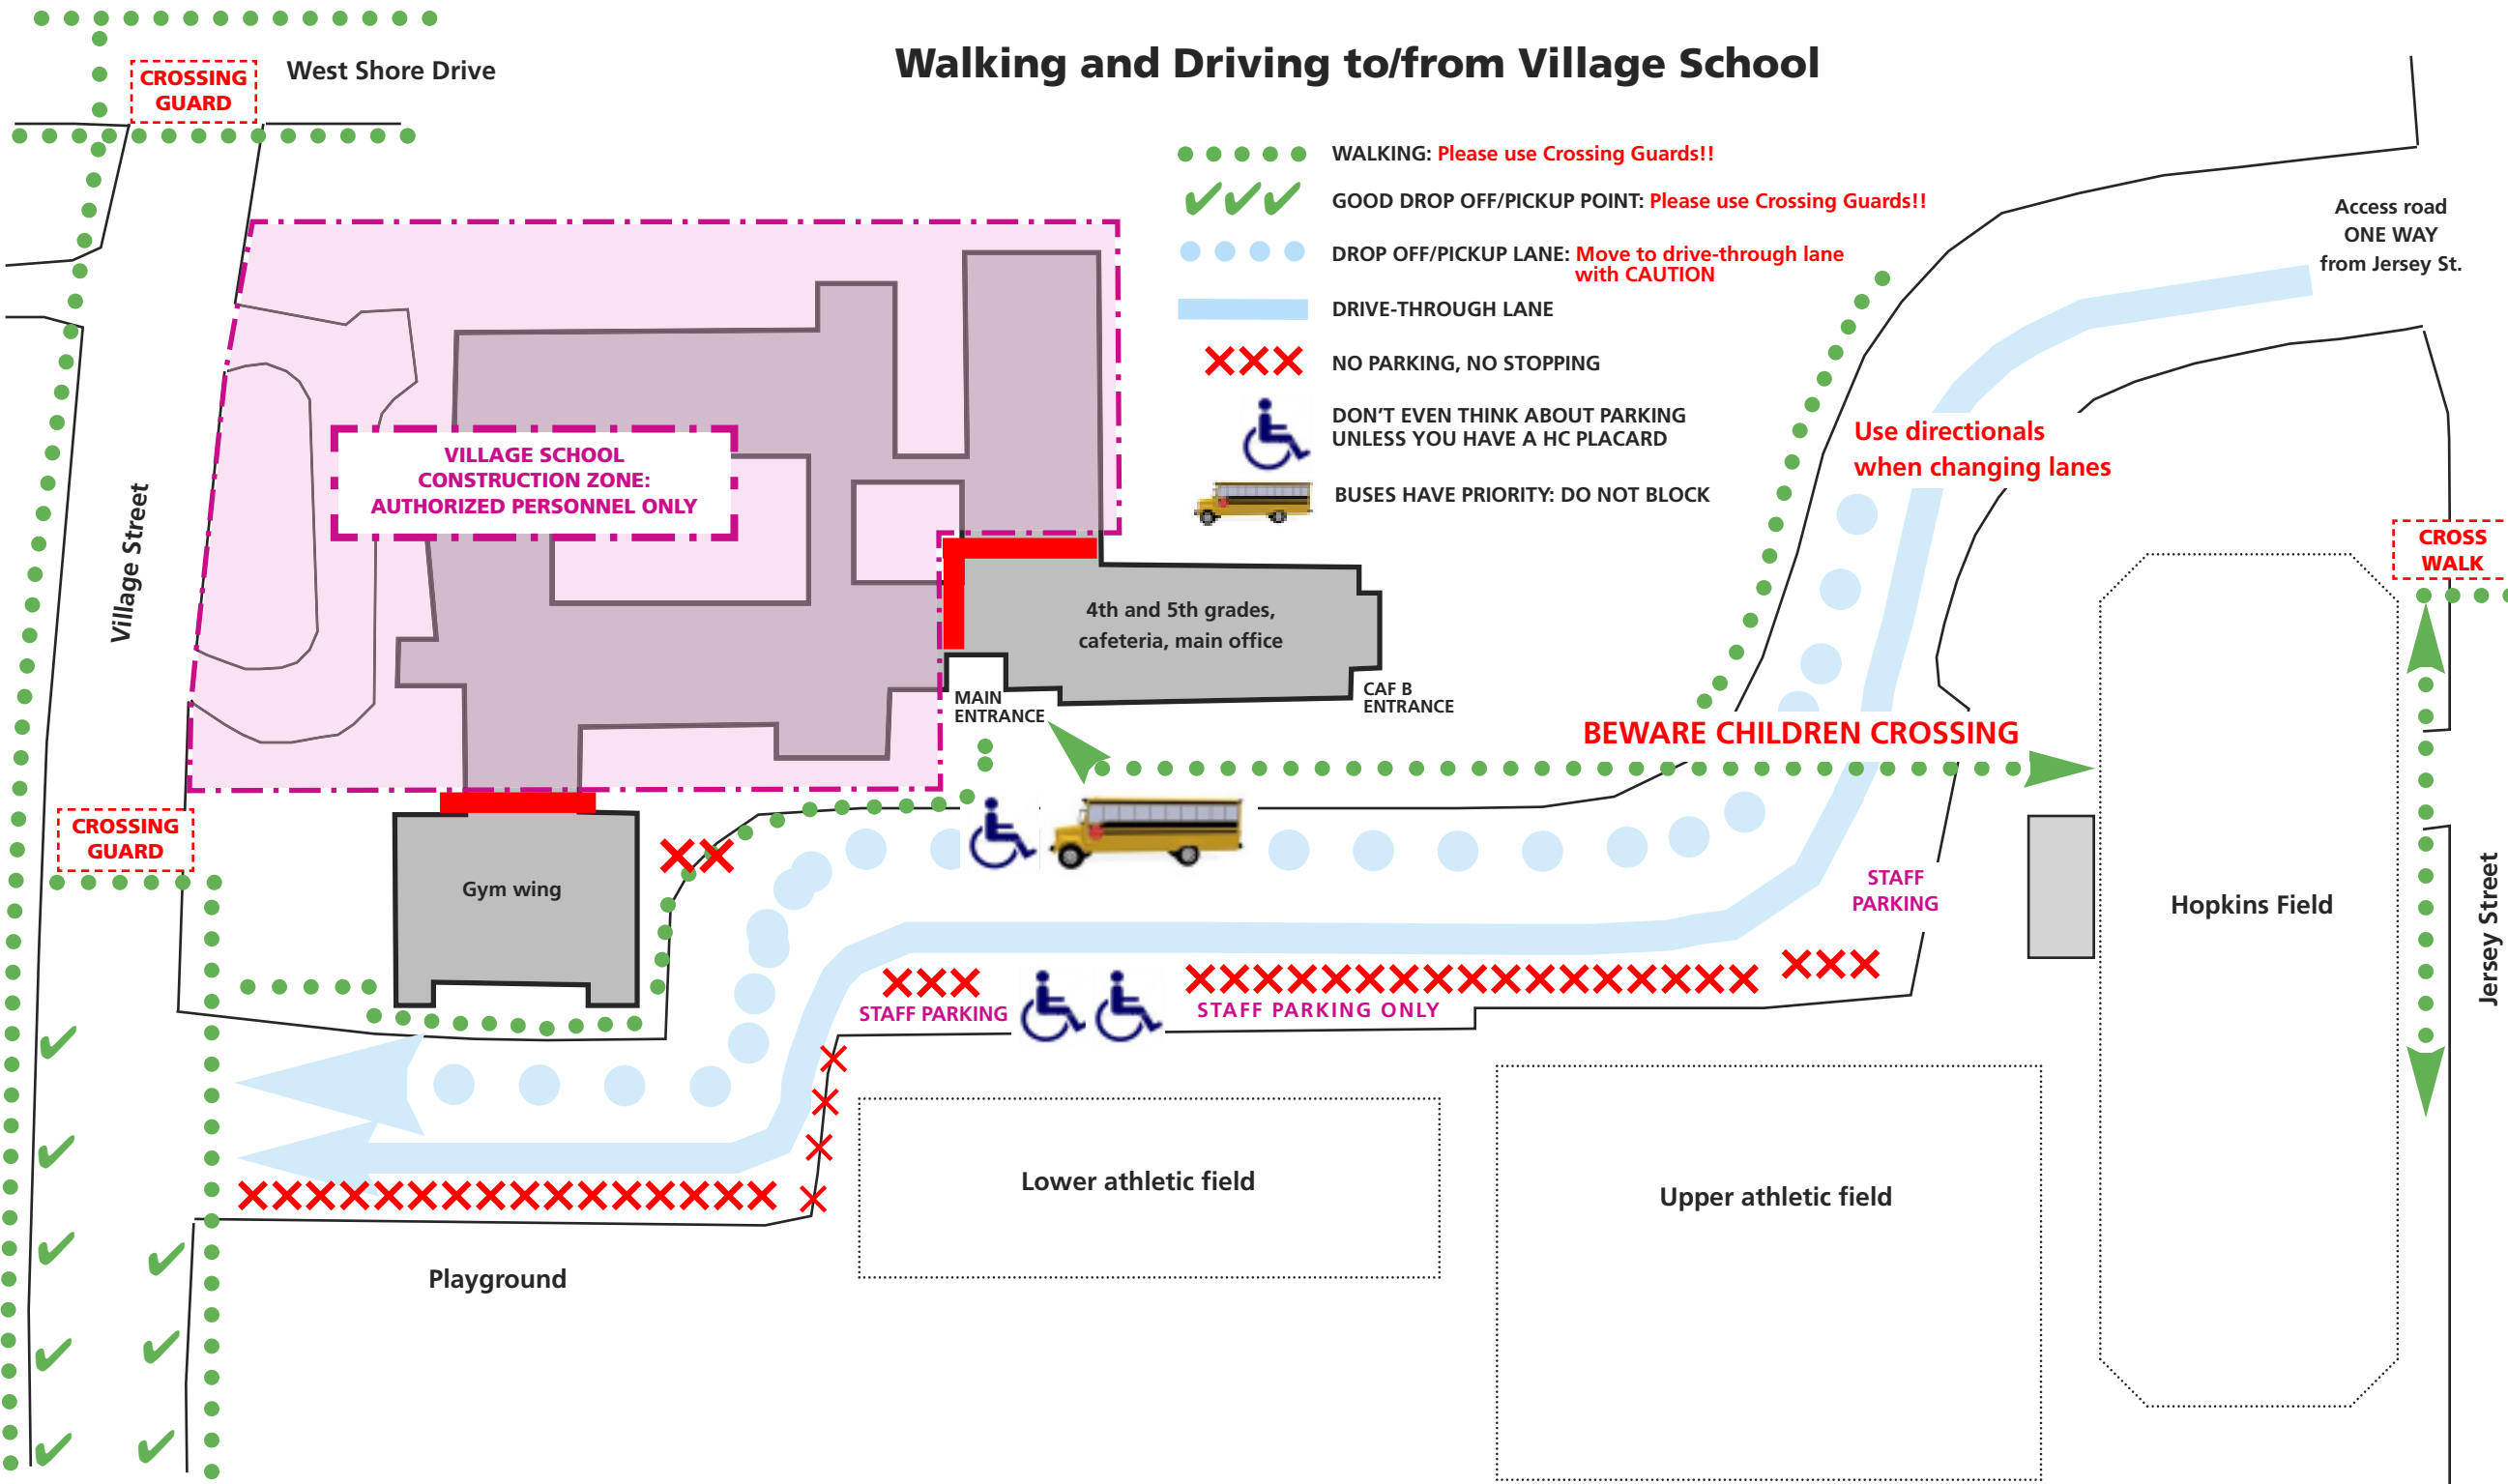 Walking and Driving to/from Village School
CROSSING
GUARD
West Shore Drive
WALKING: Please use Crossing Guards!!
GOOD DROP OFF/PICKUP POINT: Please use Crossing Guards!!
DROP OFF/PICKUP LANE: Move to drive-through lane
with CAUTION
DRIVE-THROUGH LANE
NO PARKING, NO STOPPING
DON’T EVEN THINK ABOUT PARKING
UNLESS YOU HAVE A HC PLACARD
BUSES HAVE PRIORITY: DO NOT BLOCK
Access road
ONE WAY
from Jersey St.
Use directionals
when changing lanes
VILLAGE SCHOOL
CONSTRUCTION ZONE:
AUTHORIZED PERSONNEL ONLY
Village Street
CROSS
WALK
4th and 5th grades,
cafeteria, main office
MAIN
ENTRANCE
CAF B
ENTRANCE
BEWARE CHILDREN CROSSING
CROSSING
GUARD
Gym wing
STAFF
PARKING
Hopkins Field
Jersey Street
STAFF PARKING
STAFF PARKING ONLY
Lower athletic field
Upper athletic field
Playground